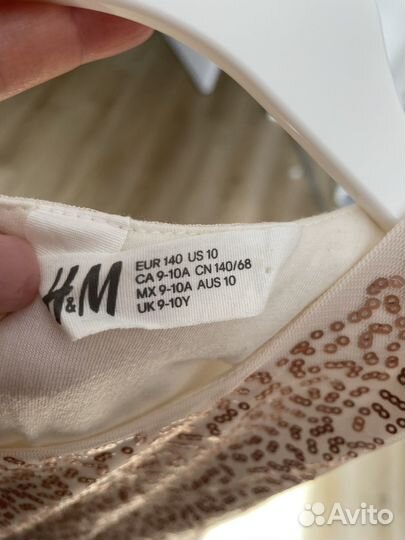 H&M
EUR 140 US 10
CA 9-10A CN 140/68
MX 9-10A AUS 10
UK 9-10Y
Avito